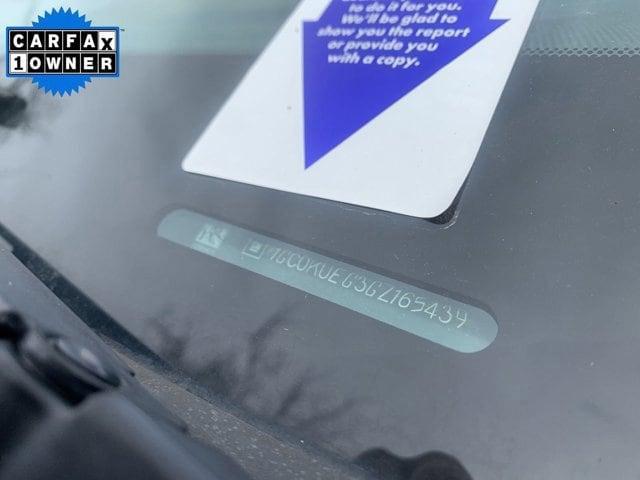 CARFAX
1 OWNER
to do it for you.
We'll be glad to
show you the report
or provide you
with a copy.
1GC0KUEG3GZ165439